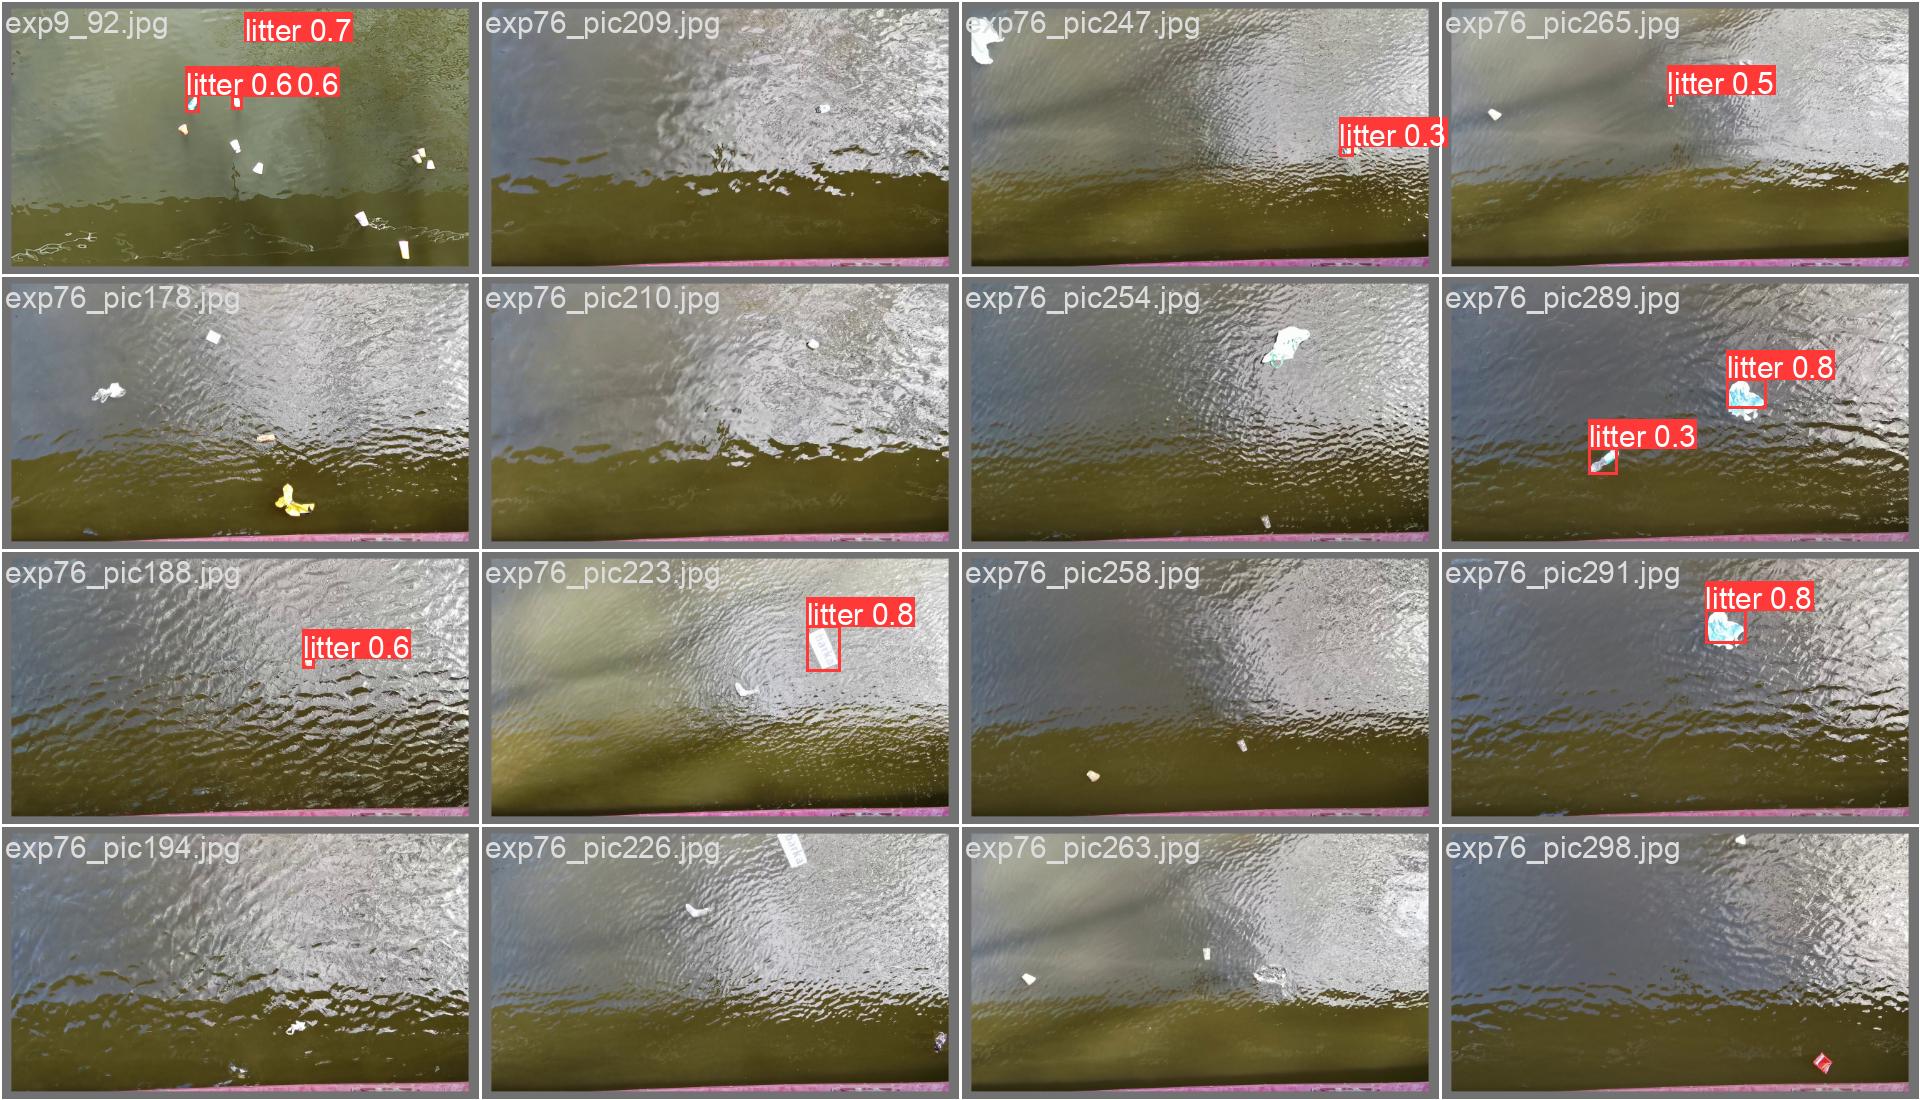 exp9_92.jpg
litter 0.7
litter 0.6 0.6
exp76_pic209.jpg
exp76_pic247.jpg
litter 0.3
exp76_pic265.jpg
litter 0.5
exp76_pic178.jpg
exp76_pic210.jpg
exp76_pic254.jpg
exp76_pic289.jpg
litter 0.8
litter 0.3
exp76_pic188.jpg
litter 0.6
exp76_pic223.jpg
litter 0.8
exp76_pic258.jpg
exp76_pic291.jpg
litter 0.8
exp76_pic194.jpg
exp76_pic226.jpg
exp76_pic263.jpg
exp76_pic298.jpg